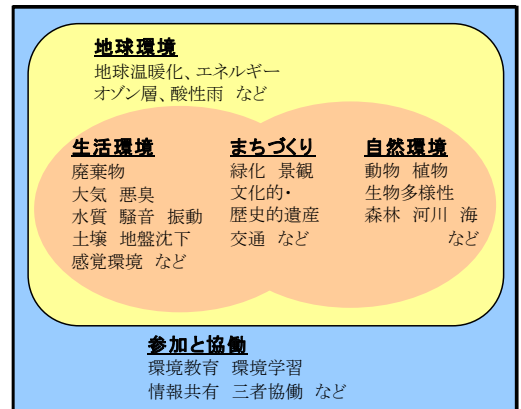 地球環境
地球温暖化、エネルギー
オゾン層、酸性雨 など
生活環境
廃棄物
大気 悪臭
水質 騒音 振動
土壌 地盤沈下
感覚環境 など
まちづくり
緑化 景観
文化的・
歴史的遺産
交通 など
自然環境
動物 植物
生物多様性
森林 河川 海
など
参加と協働
環境教育 環境学習
情報共有 三者協働 など